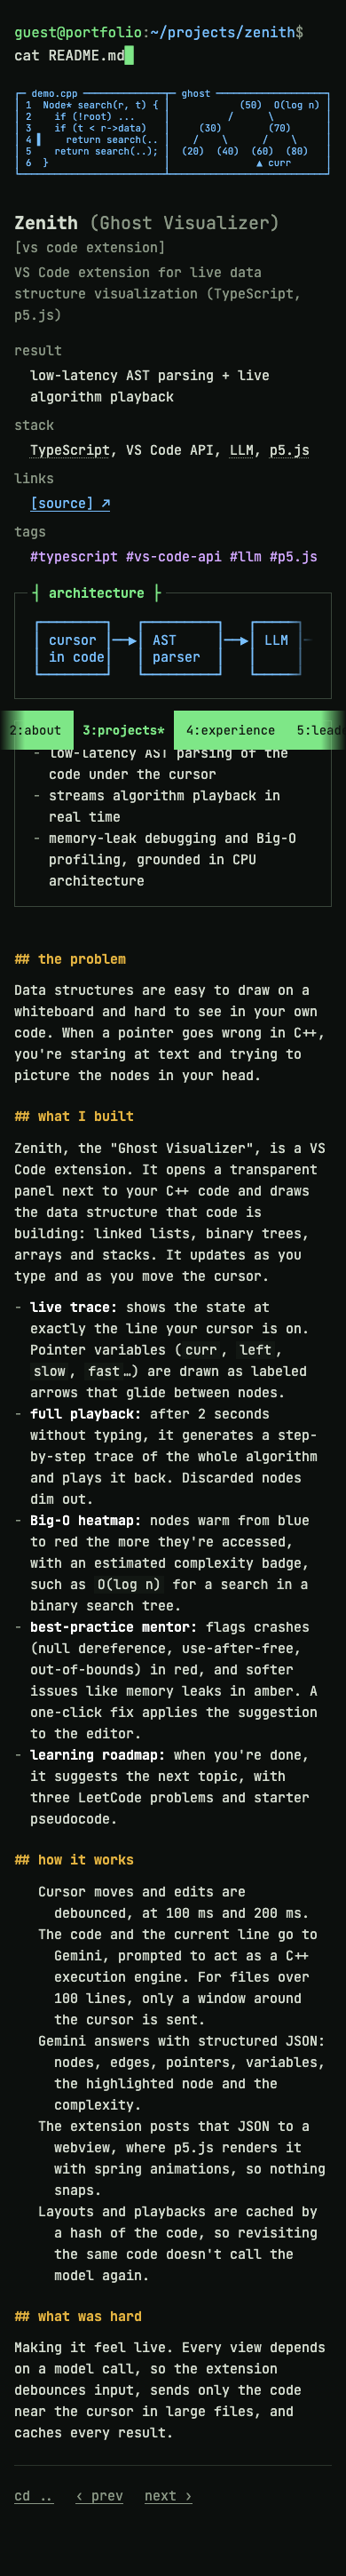 guest@portfolio:~/projects/zenith$
cat README.md
demo.cpp ghost
1 Node* search(r, t) { (50) O(log n)
2 if (!root) ... / \
3 if (t < r->data) (30) (70)
4 return search(.. / \ / \
5 return search(..); (20) (40) (60) (80)
6 } ▲ curr
Zenith (Ghost Visualizer)
[vs code extension]
VS Code extension for live data
structure visualization (TypeScript,
p5.js)
result
low-latency AST parsing + live
algorithm playback
stack
TypeScript, VS Code API, LLM, p5.js
links
[source] ↗
tags
#typescript #vs-code-api #llm #p5.js
┤ architecture ├
cursor ──▶ AST ──▶ LLM
in code parser
2:about 3:projects* 4:experience 5:lead
- low-latency AST parsing of the
code under the cursor
- streams algorithm playback in
real time
- memory-leak debugging and Big-O
profiling, grounded in CPU
architecture
## the problem
Data structures are easy to draw on a
whiteboard and hard to see in your own
code. When a pointer goes wrong in C++,
you're staring at text and trying to
picture the nodes in your head.
## what I built
Zenith, the "Ghost Visualizer", is a VS
Code extension. It opens a transparent
panel next to your C++ code and draws
the data structure that code is
building: linked lists, binary trees,
arrays and stacks. It updates as you
type and as you move the cursor.
- live trace: shows the state at
exactly the line your cursor is on.
Pointer variables (curr, left,
slow, fast…) are drawn as labeled
arrows that glide between nodes.
- full playback: after 2 seconds
without typing, it generates a step-
by-step trace of the whole algorithm
and plays it back. Discarded nodes
dim out.
- Big-O heatmap: nodes warm from blue
to red the more they're accessed,
with an estimated complexity badge,
such as O(log n) for a search in a
binary search tree.
- best-practice mentor: flags crashes
(null dereference, use-after-free,
out-of-bounds) in red, and softer
issues like memory leaks in amber. A
one-click fix applies the suggestion
to the editor.
- learning roadmap: when you're done,
it suggests the next topic, with
three LeetCode problems and starter
pseudocode.
## how it works
Cursor moves and edits are
debounced, at 100 ms and 200 ms.
The code and the current line go to
Gemini, prompted to act as a C++
execution engine. For files over
100 lines, only a window around
the cursor is sent.
Gemini answers with structured JSON:
nodes, edges, pointers, variables,
the highlighted node and the
complexity.
The extension posts that JSON to a
webview, where p5.js renders it
with spring animations, so nothing
snaps.
Layouts and playbacks are cached by
a hash of the code, so revisiting
the same code doesn't call the
model again.
## what was hard
Making it feel live. Every view depends
on a model call, so the extension
debounces input, sends only the code
near the cursor in large files, and
caches every result.
cd .. ‹ prev next ›